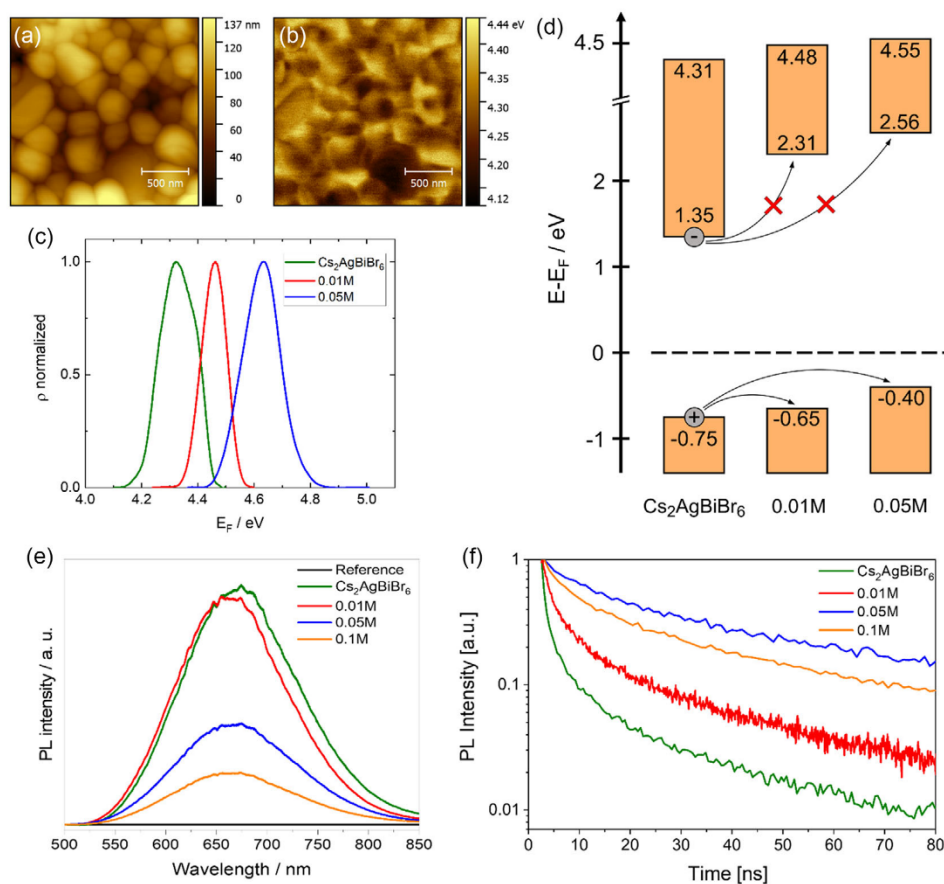 (a)
137 nm
120
80
60
40
0
500 nm
(b)
4.44 eV
4.40
4.35
4.30
4.25
4.20
4.12
500 nm
(c)
ρ normalized
1.0
0.5
0.0
4.0 4.2 4.4 4.6 4.8 5.0
E_F / eV
Cs₂AgBiBr₆
0.01M
0.05M
(d)
E-E_F / eV
4.5
2
1
0
-1
4.31 4.48 4.55
2.31 2.56
1.35
-
+
-0.75 -0.65 -0.40
Cs₂AgBiBr₆ 0.01M 0.05M
(e)
PL intensity / a. u.
Reference
Cs₂AgBiBr₆
0.01M
0.05M
0.1M
500 550 600 650 700 750 800 850
Wavelength / nm
(f)
PL Intensity [a.u.]
1
0.1
0.01
Cs₂AgBiBr₆
0.01M
0.05M
0.1M
0 10 20 30 40 50 60 70 80
Time [ns]